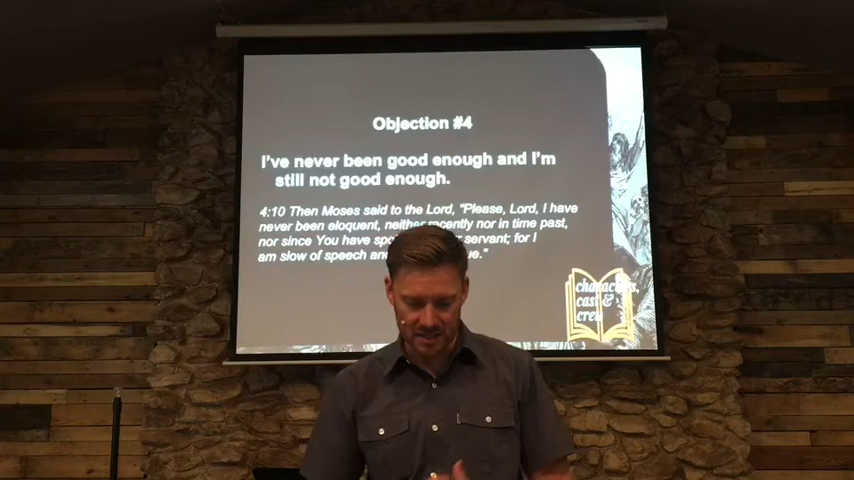 Objection #4
I've never been good enough and I'm
still not good enough.
4:10 Then Moses said to the Lord, "Please, Lord, I have
never been eloquent, neither recently nor in time past,
nor since You have servant; for I
am slow of speech
characters,
cast &
crew